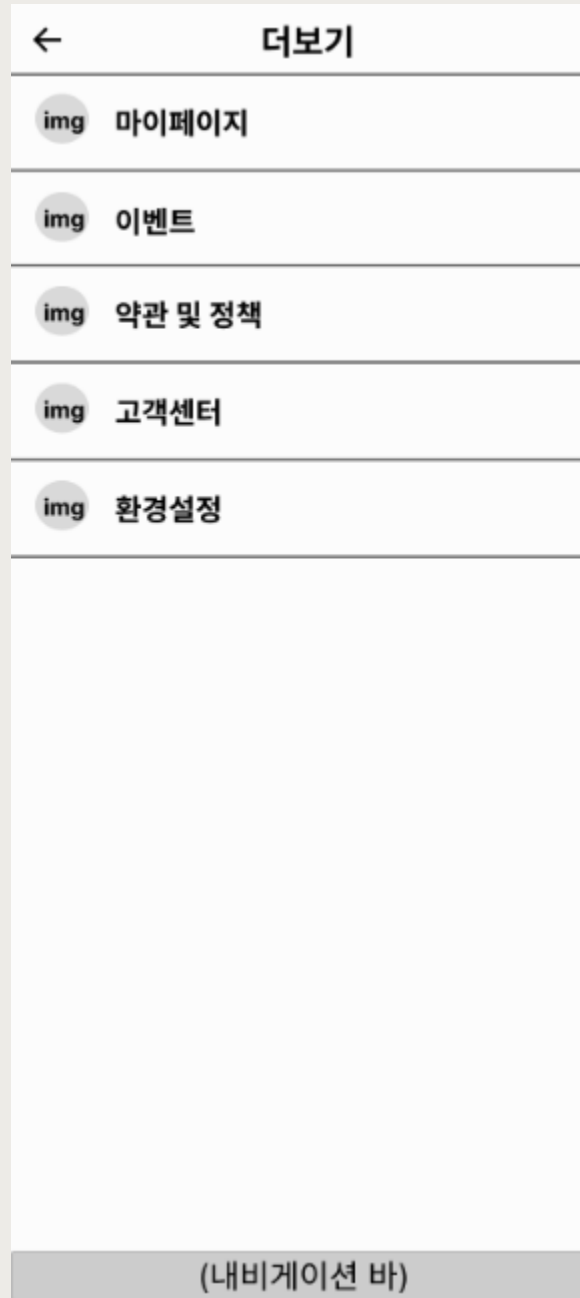 더보기
img 마이페이지
img 이벤트
img 약관 및 정책
img 고객센터
img 환경설정
(내비게이션 바)